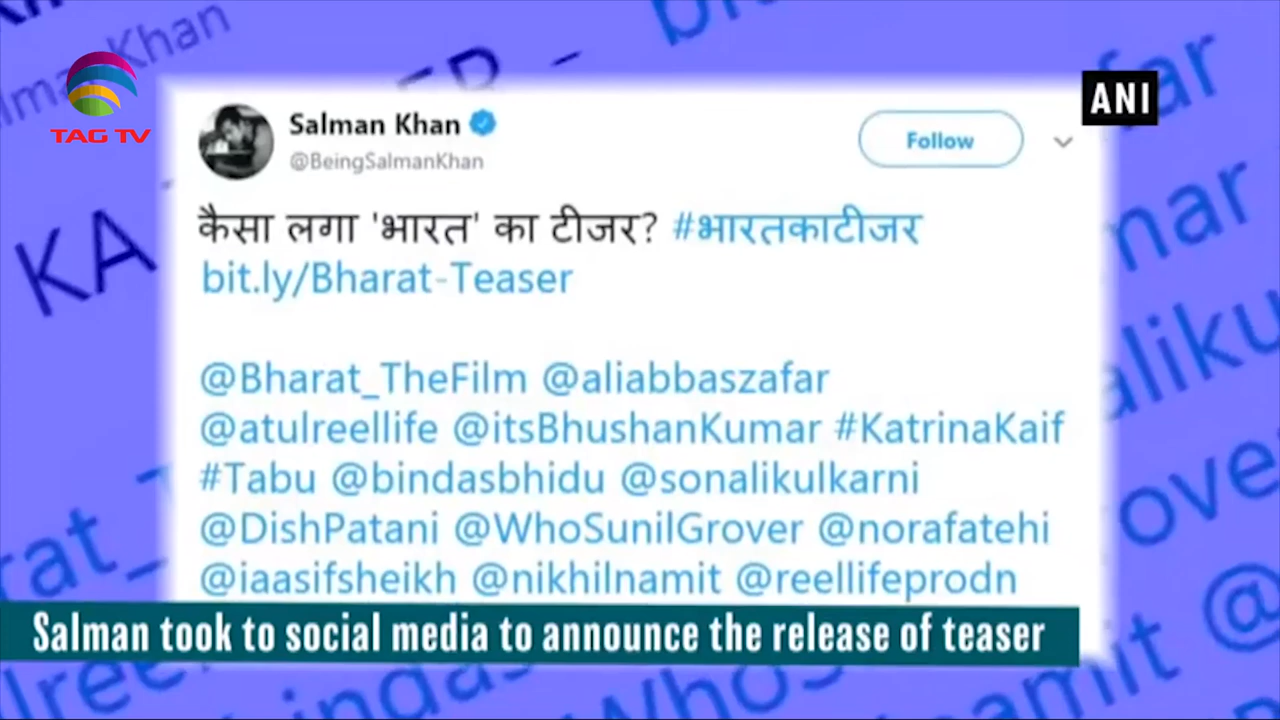 TAG TV
ANI
Salman Khan
@BeingSalmanKhan
Follow
कैसा लगा 'भारत' का टीजर? #भारतकाटीजर
bit.ly/Bharat-Teaser
@Bharat_TheFilm @aliabbaszafar
@atulreellife @itsBhushanKumar #KatrinaKaif
#Tabu @bindasbhidu @sonalikulkarni
@DishPatani @WhoSunilGrover @norafatehi
@iaasifsheikh @nikhilnamit @reellifeprodn
Salman took to social media to announce the release of teaser